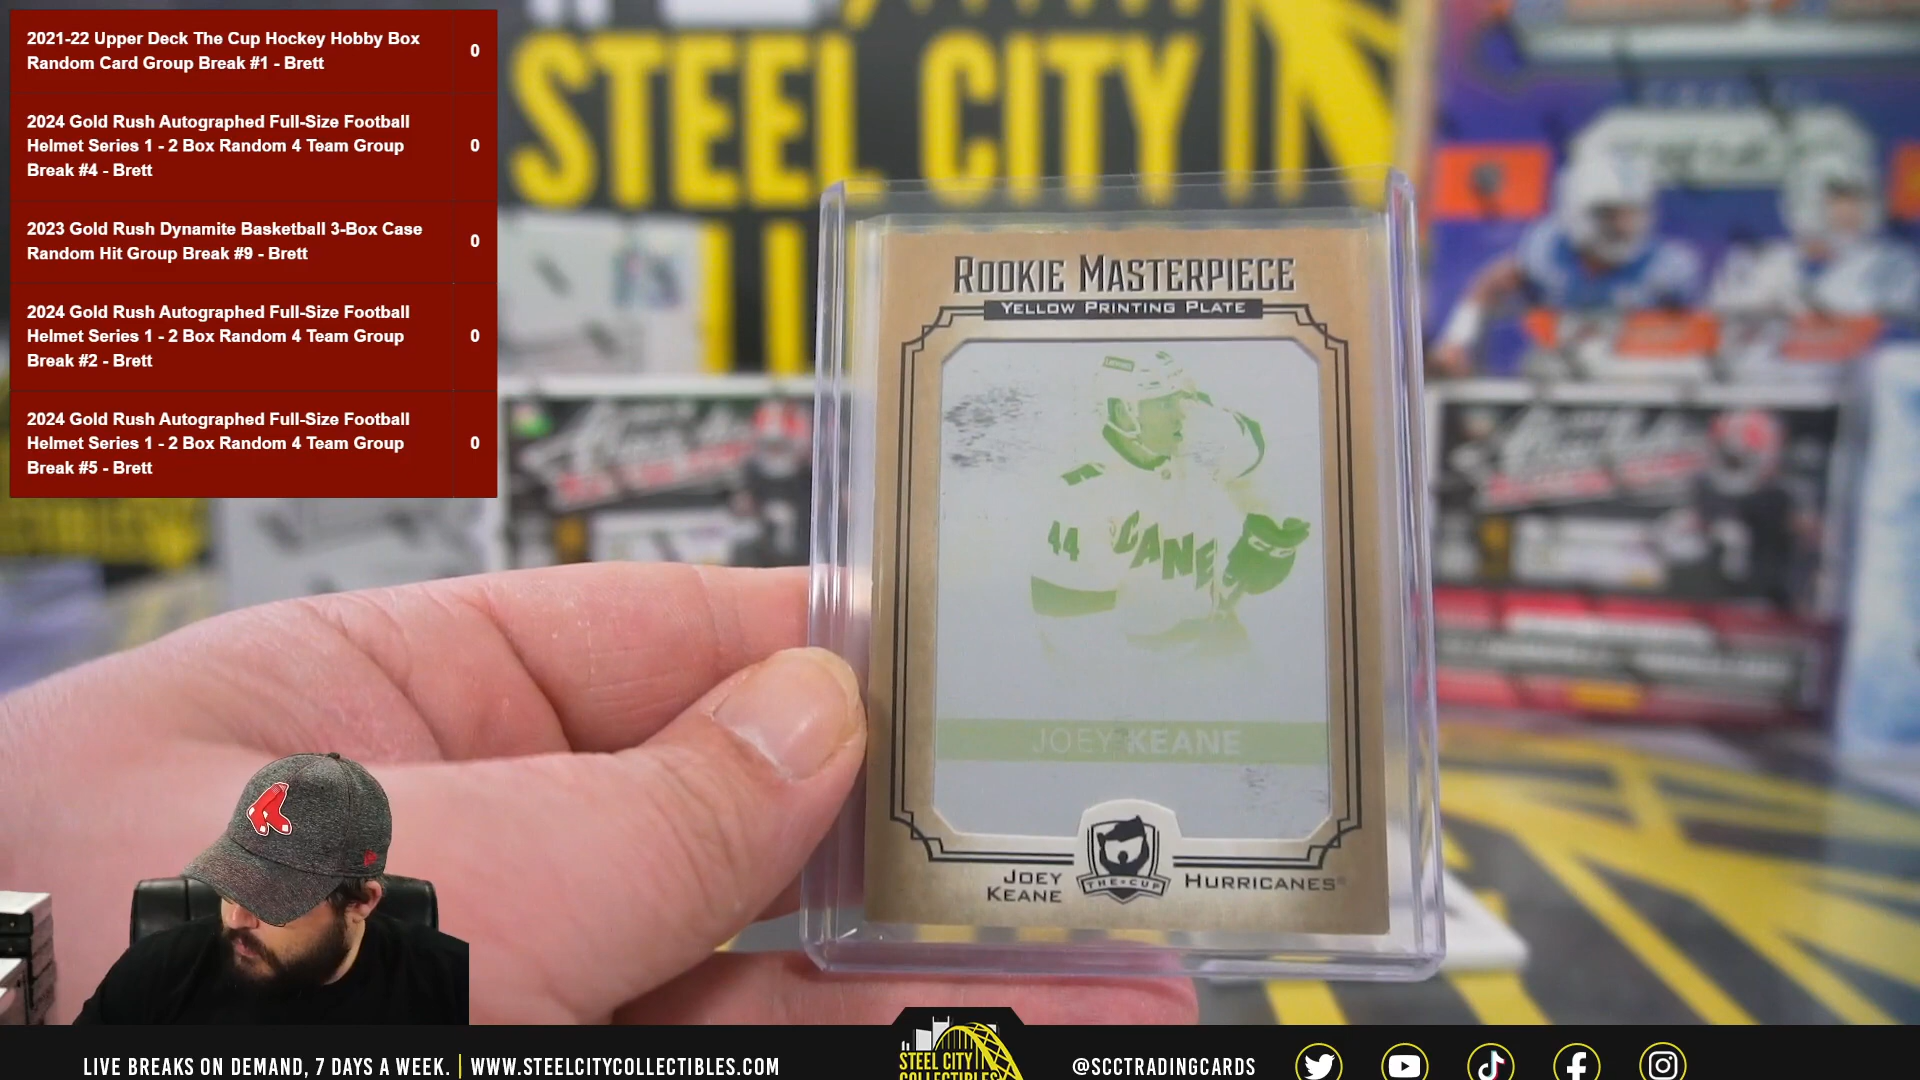 2021-22 Upper Deck The Cup Hockey Hobby Box
Random Card Group Break #1 - Brett
0
2024 Gold Rush Autographed Full-Size Football
Helmet Series 1 - 2 Box Random 4 Team Group
Break #4 - Brett
0
2023 Gold Rush Dynamite Basketball 3-Box Case
Random Hit Group Break #9 - Brett
0
2024 Gold Rush Autographed Full-Size Football
Helmet Series 1 - 2 Box Random 4 Team Group
Break #2 - Brett
0
2024 Gold Rush Autographed Full-Size Football
Helmet Series 1 - 2 Box Random 4 Team Group
Break #5 - Brett
0
STEEL CITY
ROOKIE MASTERPIECE
YELLOW PRINTING PLATE
44
CANE
JOEY KEANE
JOEY
KEANE
THE CUP
HURRICANES
LIVE BREAKS ON DEMAND, 7 DAYS A WEEK. | WWW.STEELCITYCOLLECTIBLES.COM
STEEL CITY
COLLECTIBLES
@SCCTRADINGCARDS